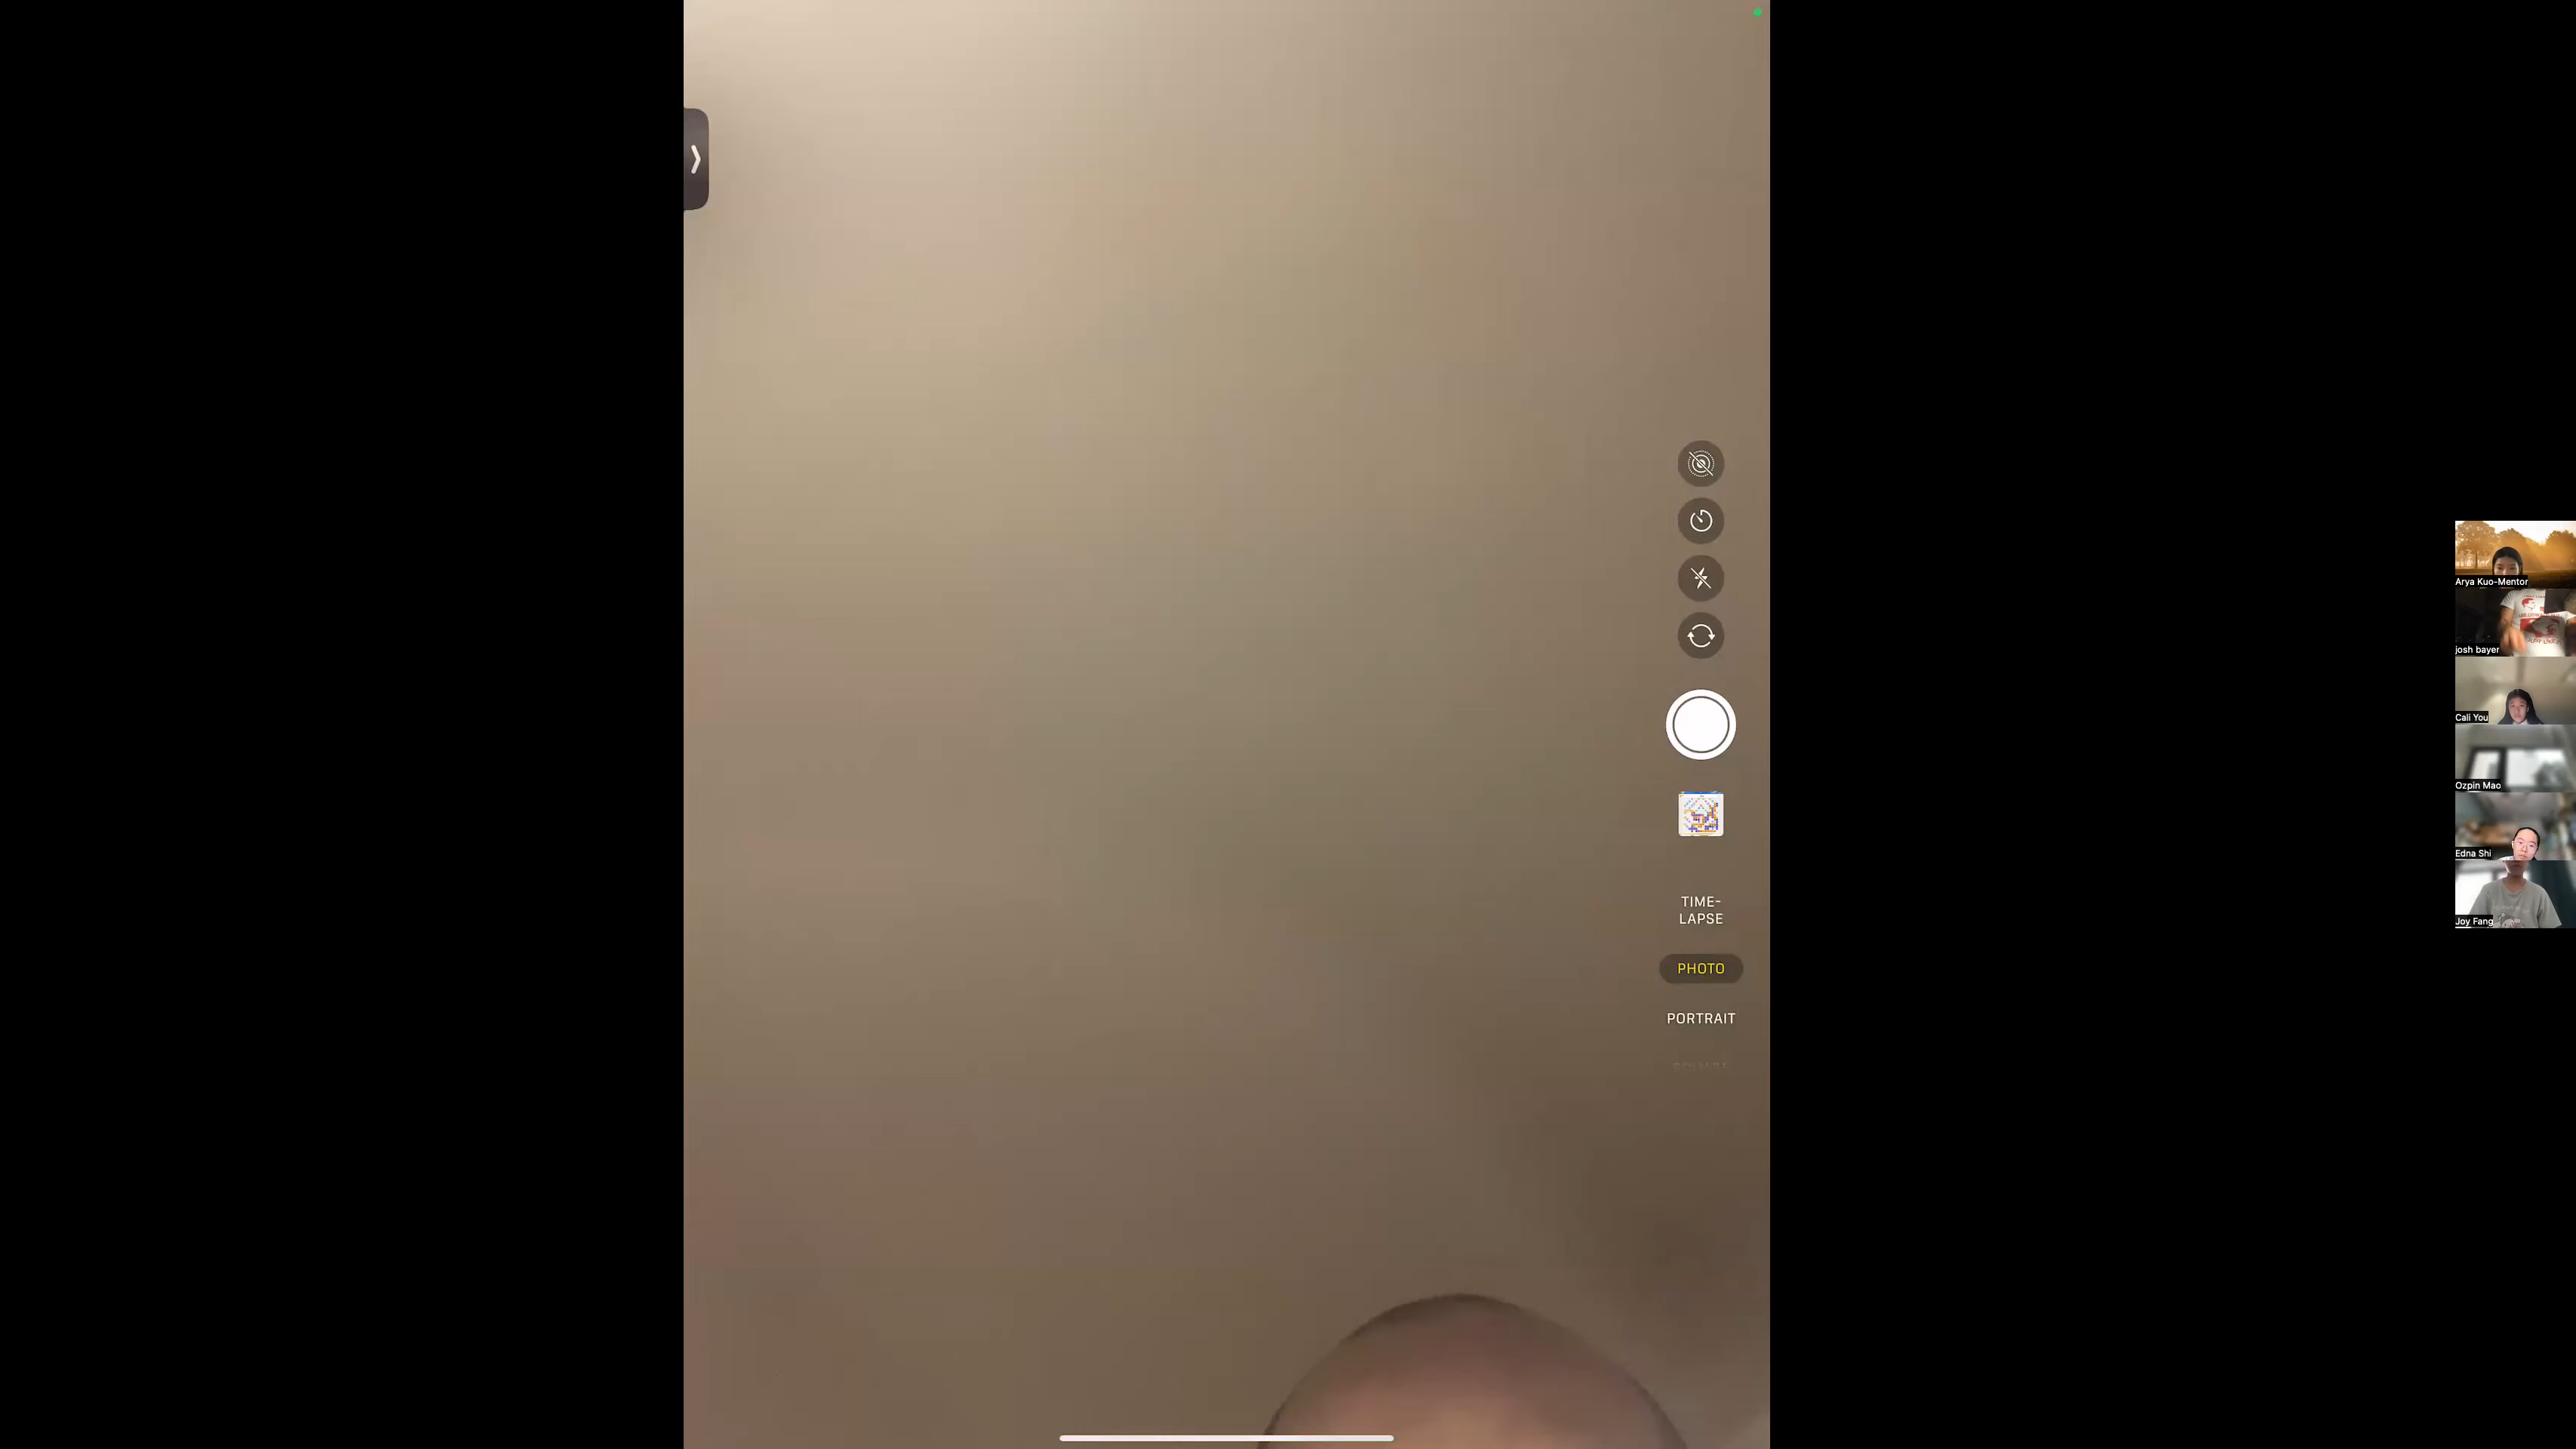 TIME-
LAPSE
PHOTO
PORTRAIT
Arya Kuo-Mentor
josh bayer
Cali You
Ozpin Mao
Edna Shi
Joy Fang